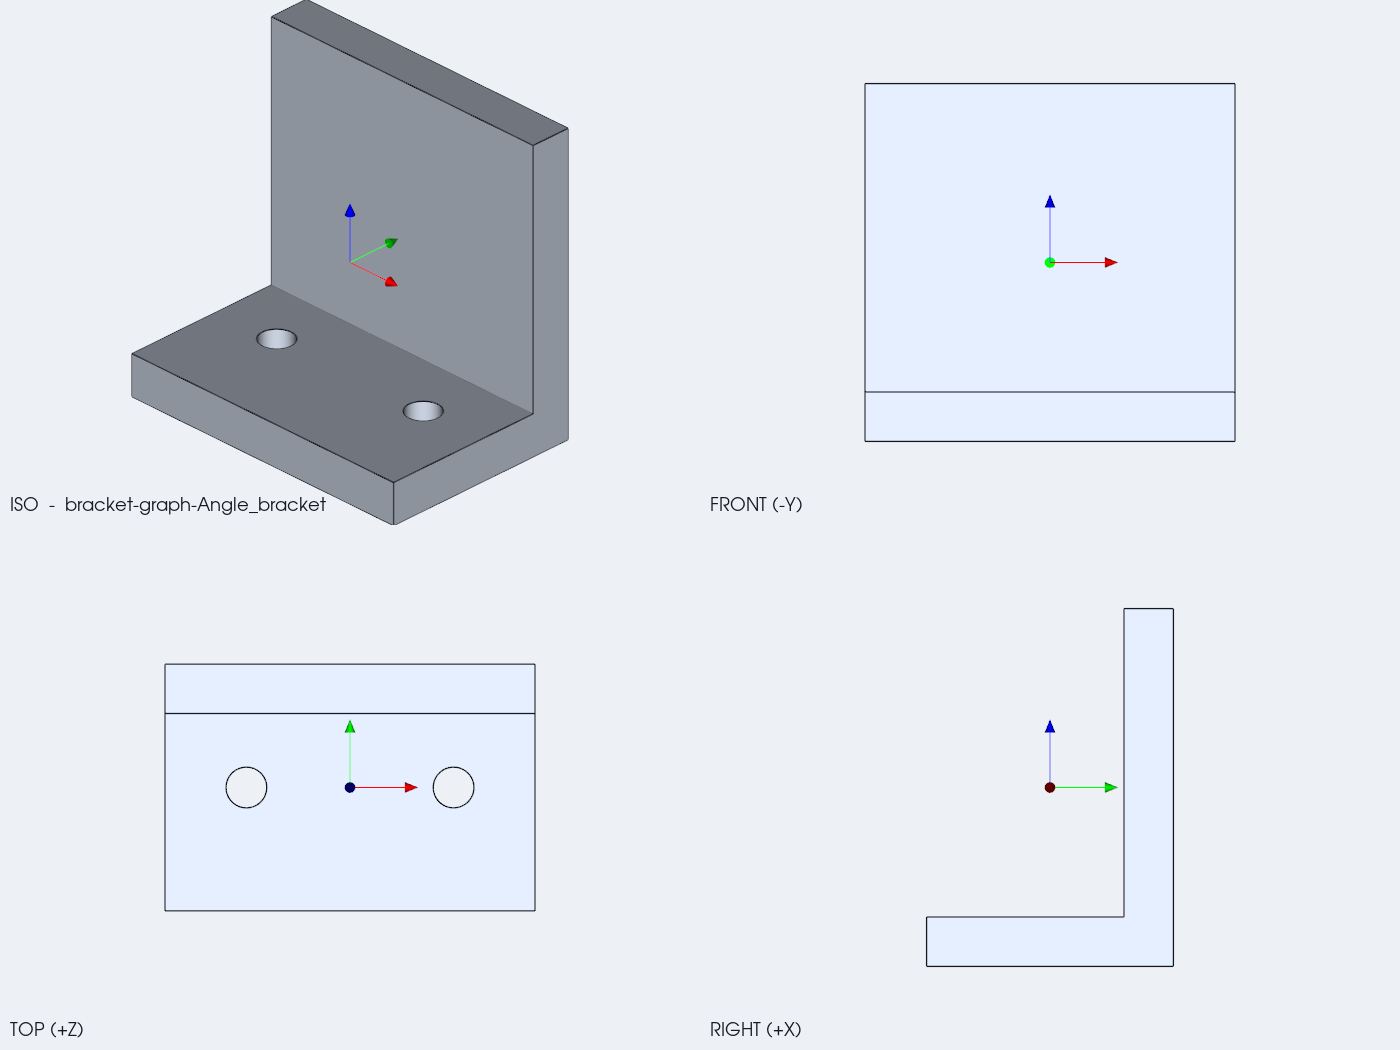 ISO - bracket-graph-Angle_bracket
FRONT (-Y)
TOP (+Z)
RIGHT (+X)